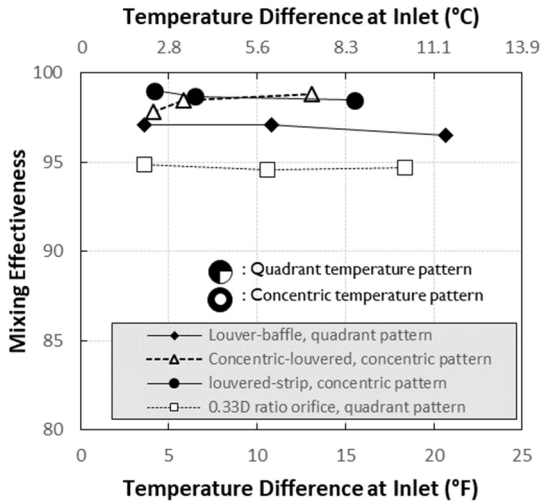 Temperature Difference at Inlet (°C)
0 2.8 5.6 8.3 11.1 13.9
100
95
90
85
80
Mixing Effectiveness
: Quadrant temperature pattern
: Concentric temperature pattern
Louver-baffle, quadrant pattern
Concentric-louvered, concentric pattern
louvered-strip, concentric pattern
0.33D ratio orifice, quadrant pattern
0 5 10 15 20 25
Temperature Difference at Inlet (°F)